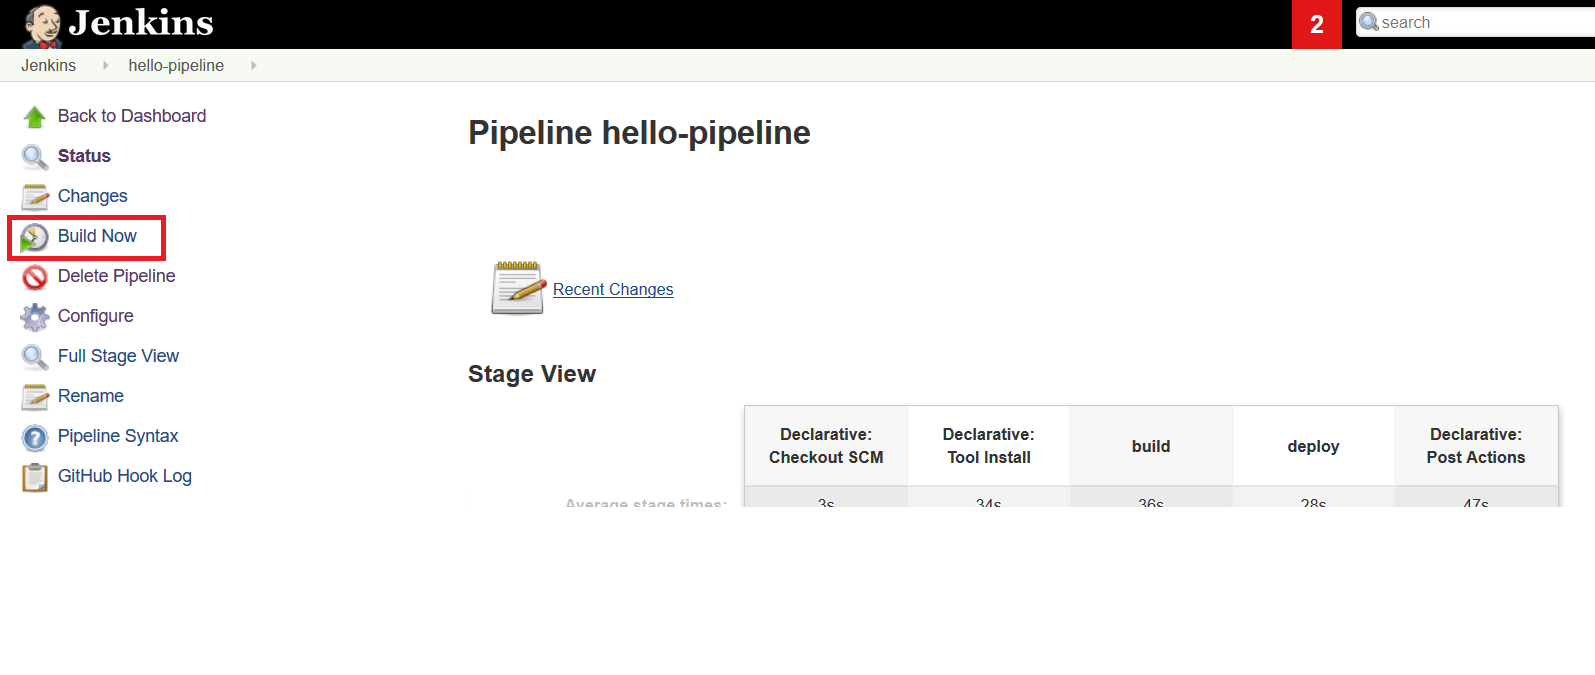 Jenkins
2
search
Jenkins hello-pipeline
Back to Dashboard
Status
Changes
Build Now
Delete Pipeline
Configure
Full Stage View
Rename
Pipeline Syntax
GitHub Hook Log
Pipeline hello-pipeline
Recent Changes
Stage View
Declarative:
Checkout SCM
Declarative:
Tool Install
build
deploy
Declarative:
Post Actions
Average stage times:
3s 34s 36s 28s 47s